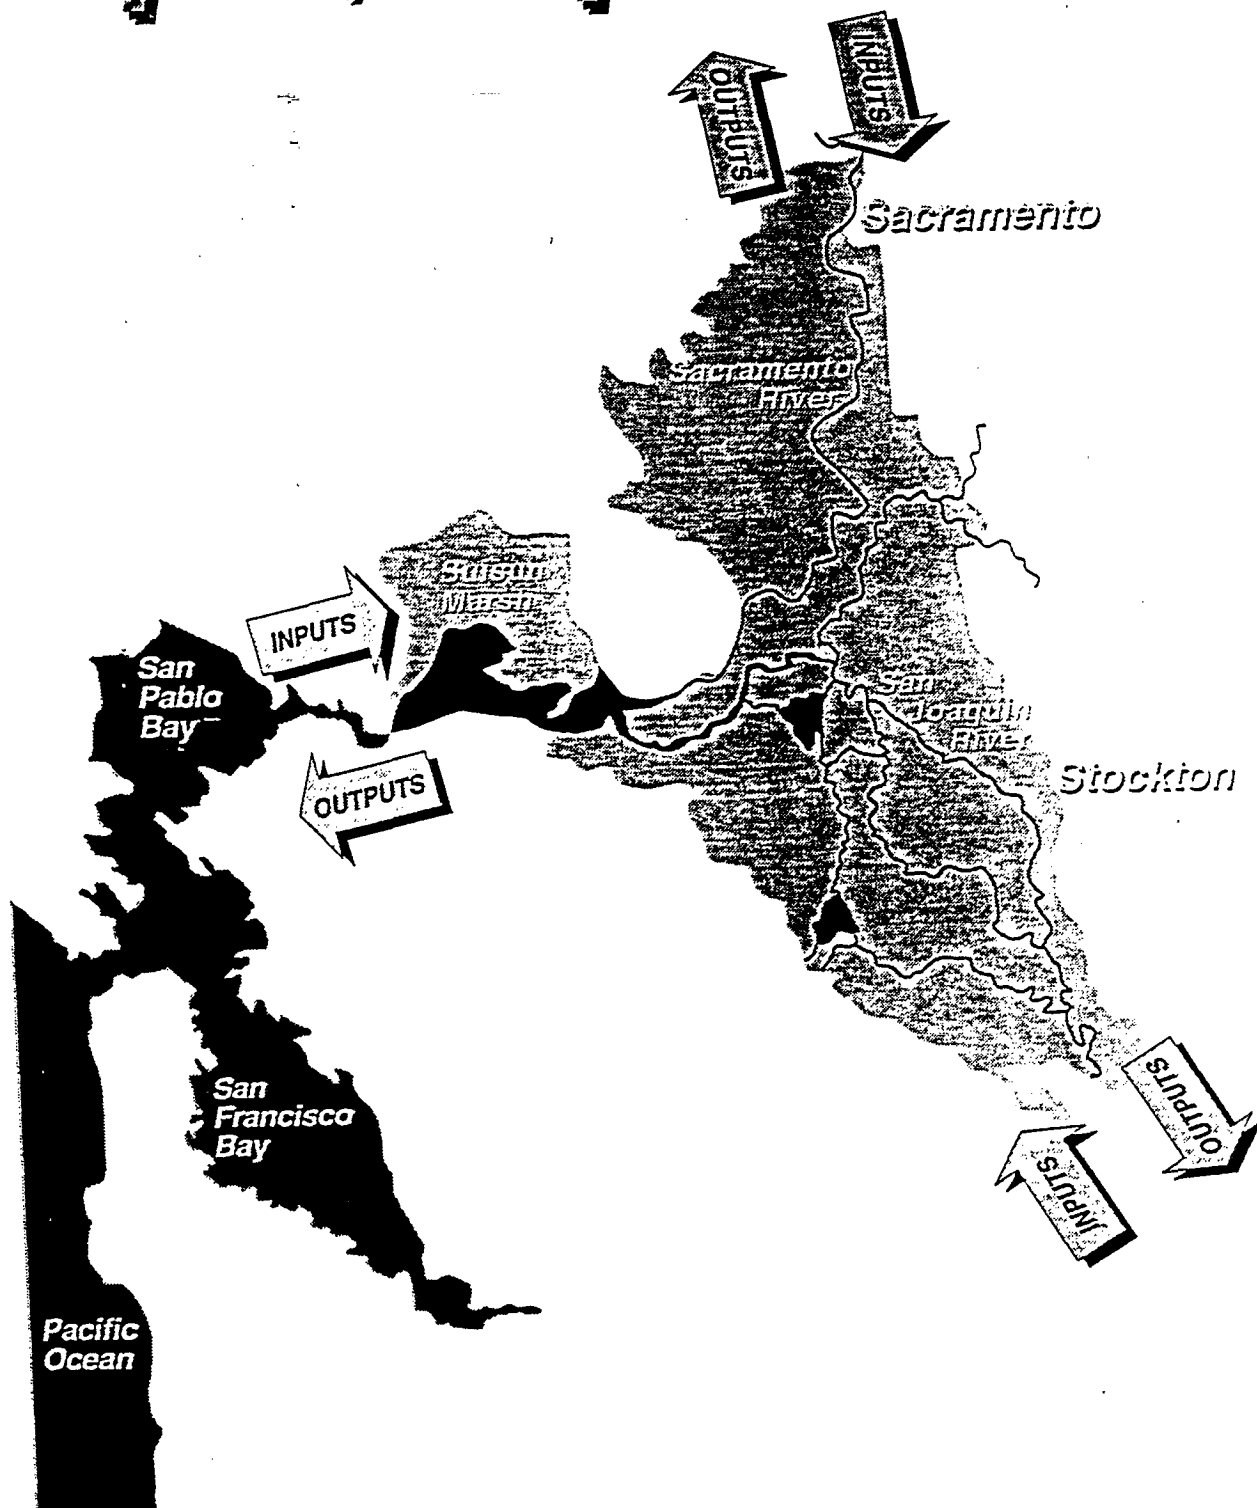 OUTPUTS
INPUTS
Sacramento
Sacramento
River
Suisun
Marsh
INPUTS
San
Pablo
Bay
San
Joaquin
River
Stockton
OUTPUTS
OUTPUTS
San
Francisco
Bay
INPUTS
Pacific
Ocean